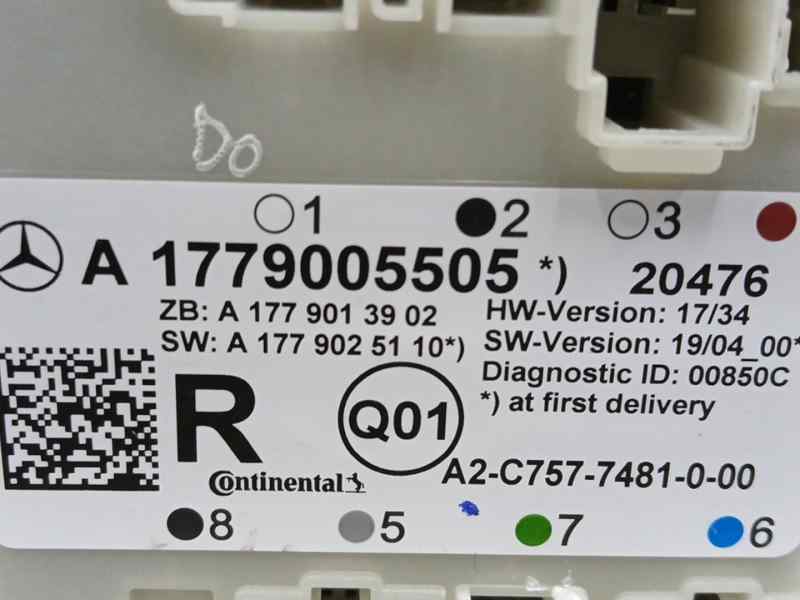 DO
1 2 3
A 1779005505 *) 20476
ZB: A 177 901 39 02 HW-Version: 17/34
SW: A 177 902 51 10*) SW-Version: 19/04_00*
Diagnostic ID: 00850C
R Q01 *) at first delivery
Continental A2-C757-7481-0-00
8 5 7 6